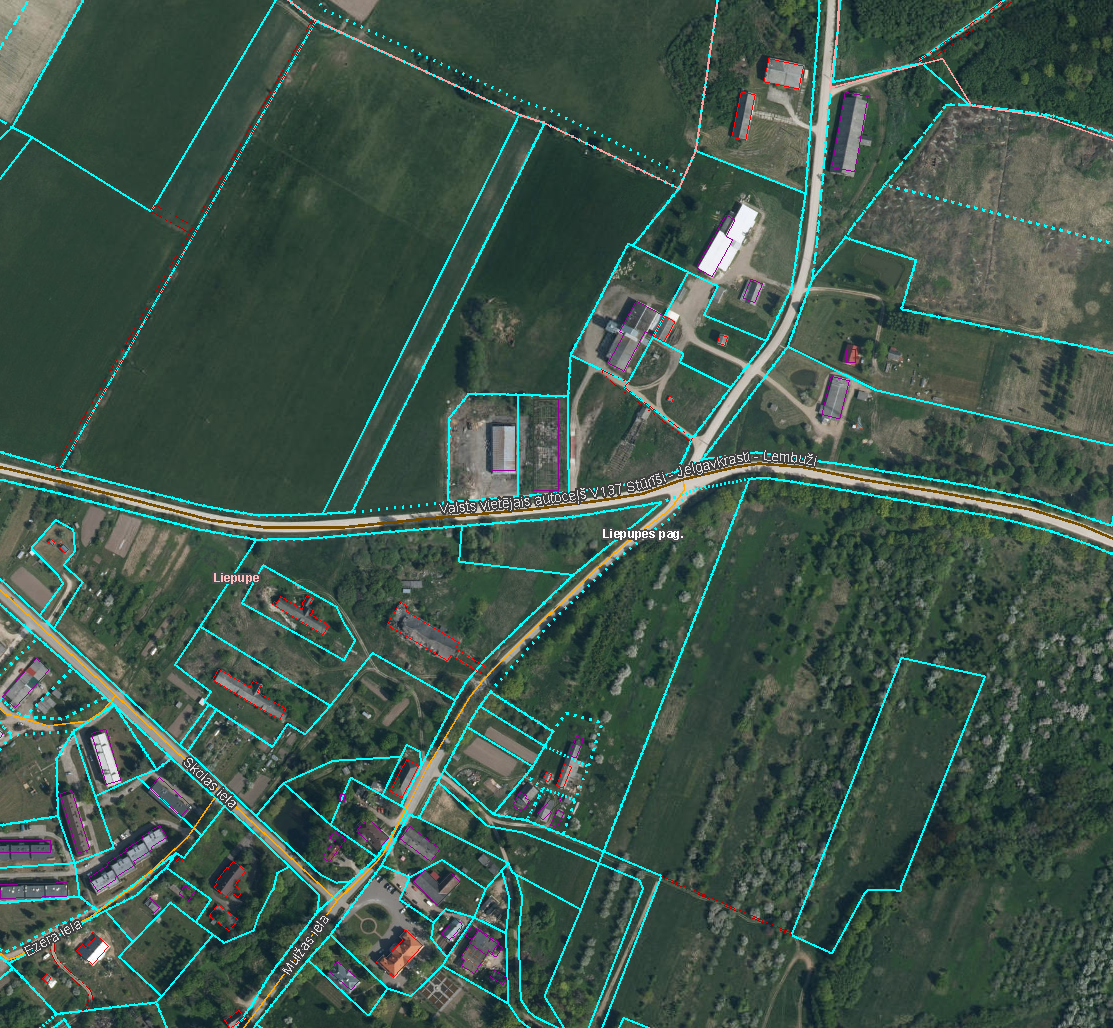 Valsts vietējais autoceļš V137 Stūrīši - Jelgavkrasti - Lembuži
Liepupes pag.
Liepupe
Skolas iela
Ezera iela
Muižas iela